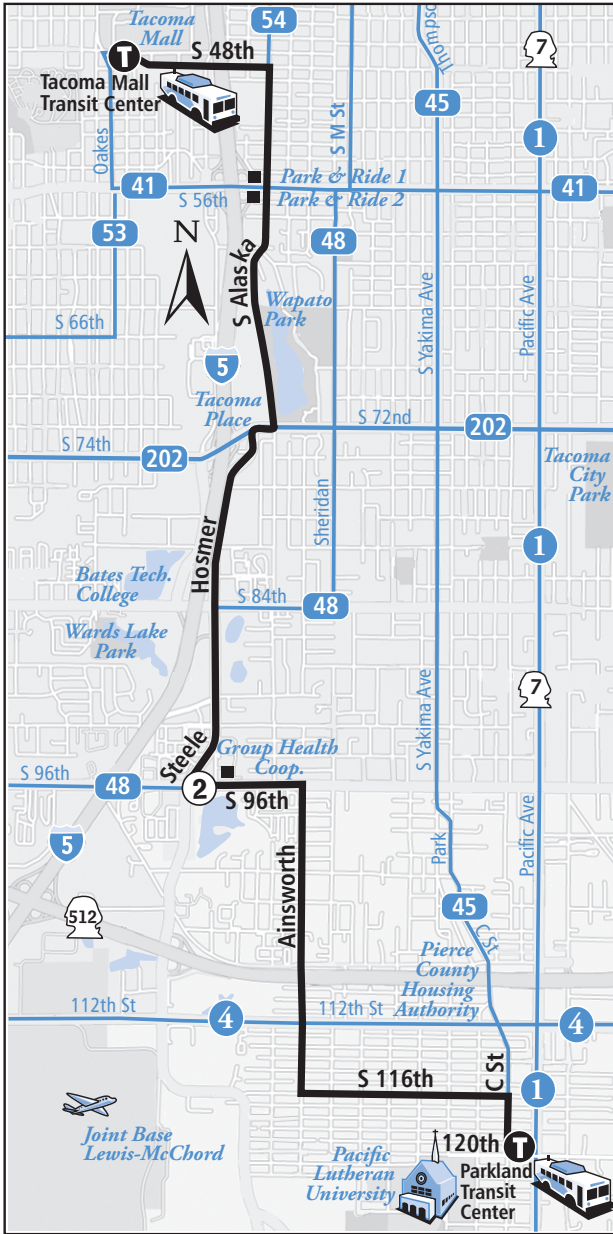 Tacoma
Mall
54
Thompso
7
S 48th
T
Tacoma Mall
Transit Center
45
1
Oakes
S M St
41
Park & Ride 1
41
S 56th
Park & Ride 2
53
N
48
S Alaska
S Yakima Ave
Pacific Ave
Wapato
Park
S 66th
5
Tacoma
Place
S 72nd
202
S 74th
202
Tacoma
City
Park
Sheridan
Hosmer
1
Bates Tech.
College
S 84th
48
Wards Lake
Park
7
S Yakima Ave
Steele
Group Health
Coop.
S 96th
48
2
S 96th
Pacific Ave
5
Park
Ainsworth
45
512
C St
Pierce
County
Housing
Authority
112th St
4
112th St
4
C St
S 116th
1
Joint Base
Lewis-McChord
120th
T
Pacific
Lutheran
University
Parkland
Transit
Center